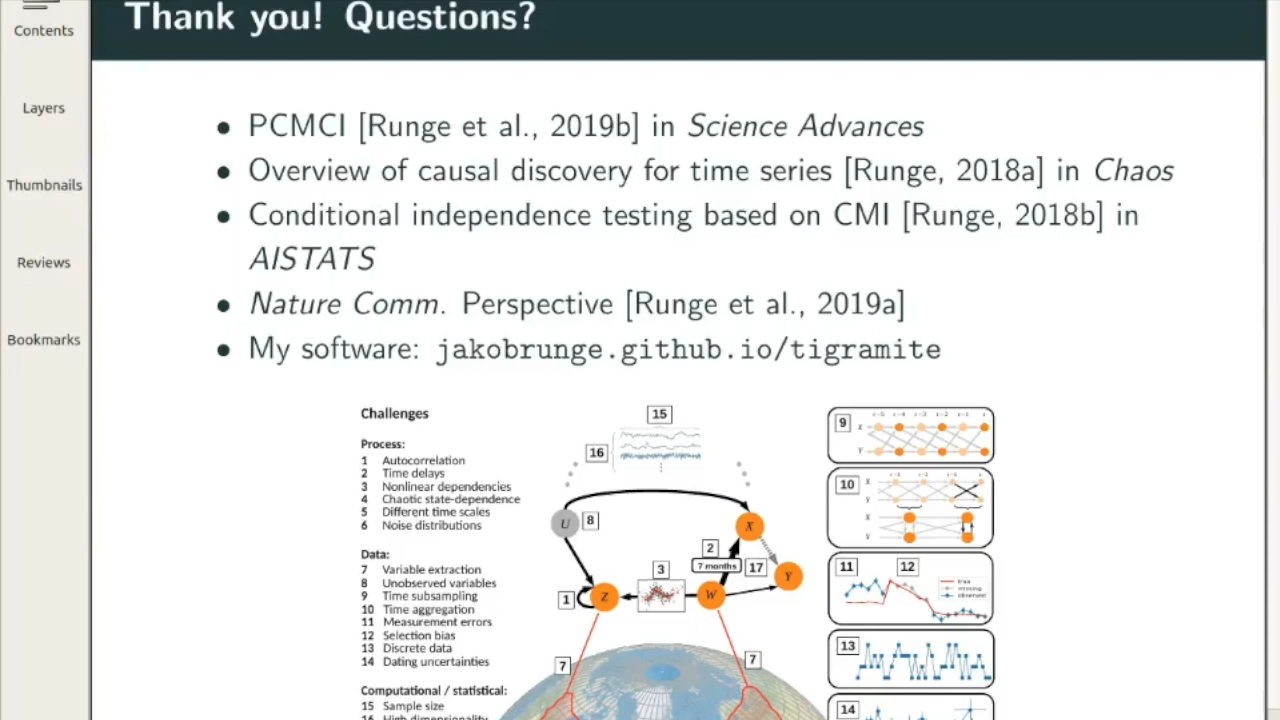 Contents
Layers
Thumbnails
Reviews
Bookmarks
Thank you! Questions?
• PCMCI [Runge et al., 2019b] in Science Advances
• Overview of causal discovery for time series [Runge, 2018a] in Chaos
• Conditional independence testing based on CMI [Runge, 2018b] in
AISTATS
• Nature Comm. Perspective [Runge et al., 2019a]
• My software: jakobrunge.github.io/tigramite
Challenges
Process:
1 Autocorrelation
2 Time delays
3 Nonlinear dependencies
4 Chaotic state-dependence
5 Different time scales
6 Noise distributions
Data:
7 Variable extraction
8 Unobserved variables
9 Time subsampling
10 Time aggregation
11 Measurement errors
12 Selection bias
13 Discrete data
14 Dating uncertainties
Computational / statistical:
15 Sample size
16 High dimensionality
15
16
U 8
X
2
7 months 17
Y
3
1 Z
W
7
7
9
X
Y
10
X
Y
X
Y
11 12
true
missing
observed
13
14